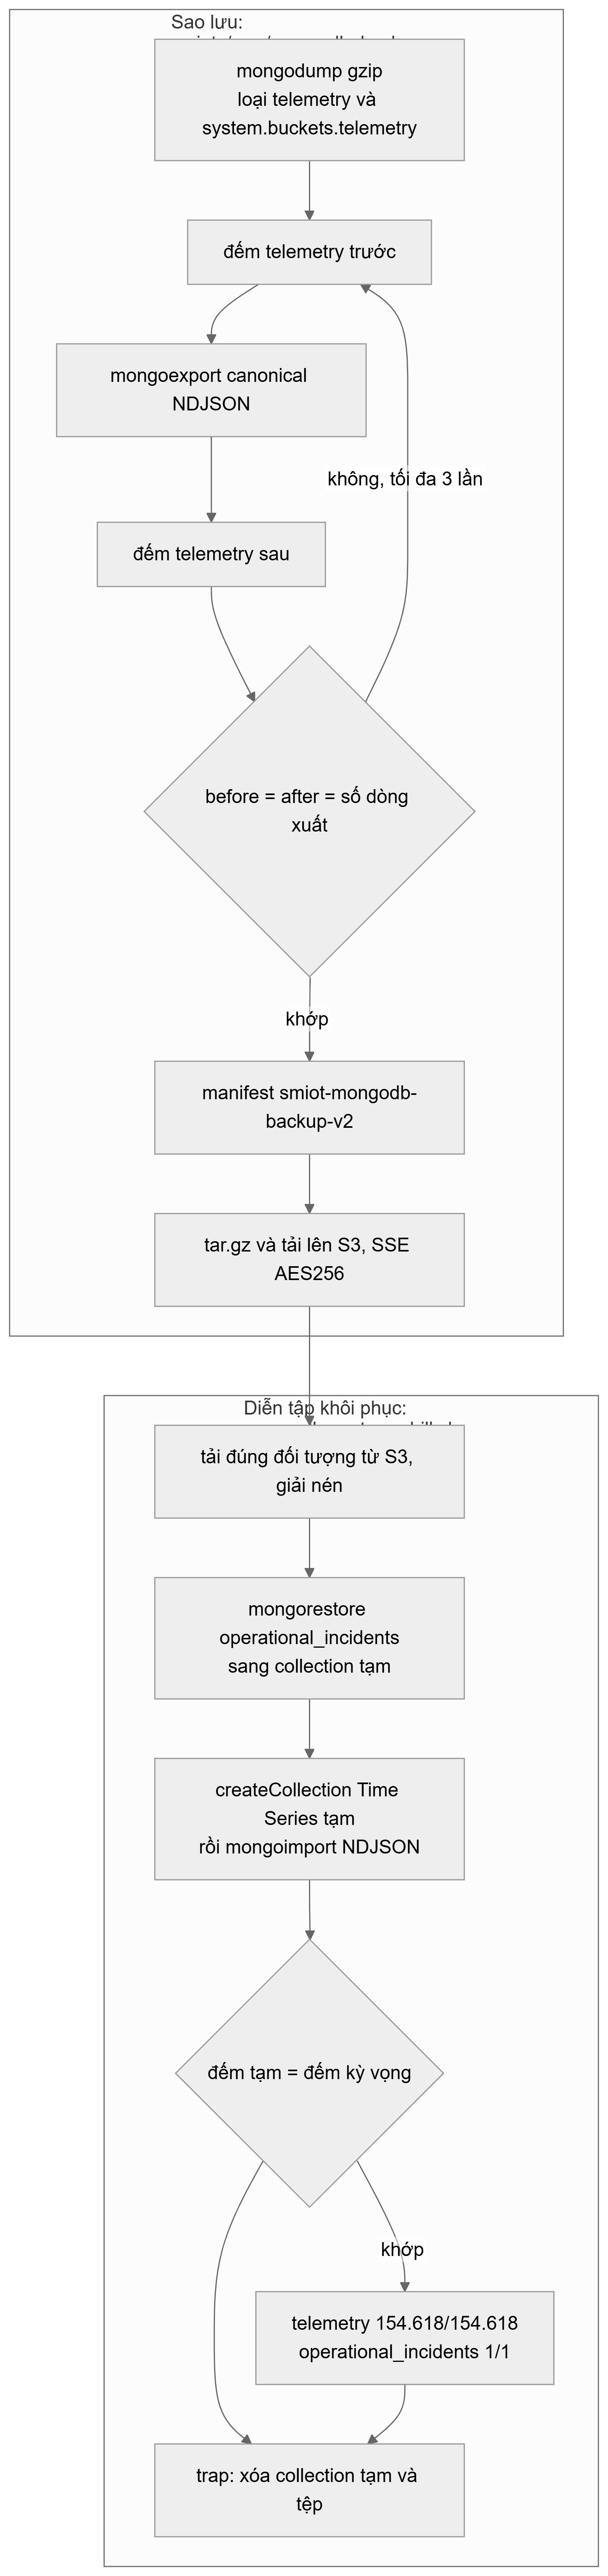 Sao lưu:
mongodump gzip
loại telemetry và
system.buckets.telemetry
đếm telemetry trước
mongoexport canonical
NDJSON
không, tối đa 3 lần
đếm telemetry sau
before = after = số dòng
xuất
khớp
manifest smiot-mongodb-
backup-v2
tar.gz và tải lên S3, SSE
AES256
Diễn tập khôi phục:
tải đúng đối tượng từ S3,
giải nén
mongorestore
operational_incidents
sang collection tạm
createCollection Time
Series tạm
rồi mongoimport NDJSON
đếm tạm = đếm kỳ vọng
khớp
telemetry 154.618/154.618
operational_incidents 1/1
trap: xóa collection tạm và
tệp